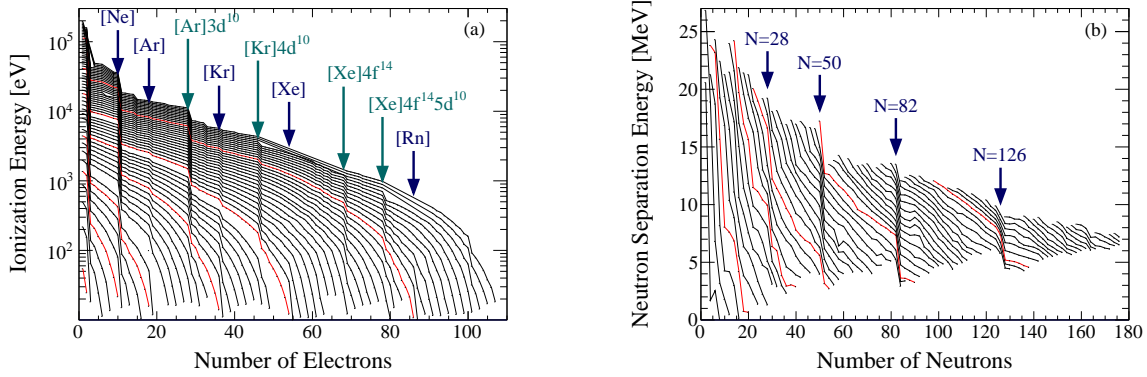 (a)
[Ne]
[Ar]
[Ar]3d¹⁰
[Kr]
[Kr]4d¹⁰
[Xe]
[Xe]4f¹⁴
[Xe]4f¹⁴5d¹⁰
[Rn]
Ionization Energy [eV]
10⁵
10⁴
10³
10²
0 20 40 60 80 100
Number of Electrons
(b)
N=28
N=50
N=82
N=126
Neutron Separation Energy [MeV]
25
20
15
10
5
0
0 20 40 60 80 100 120 140 160 180
Number of Neutrons